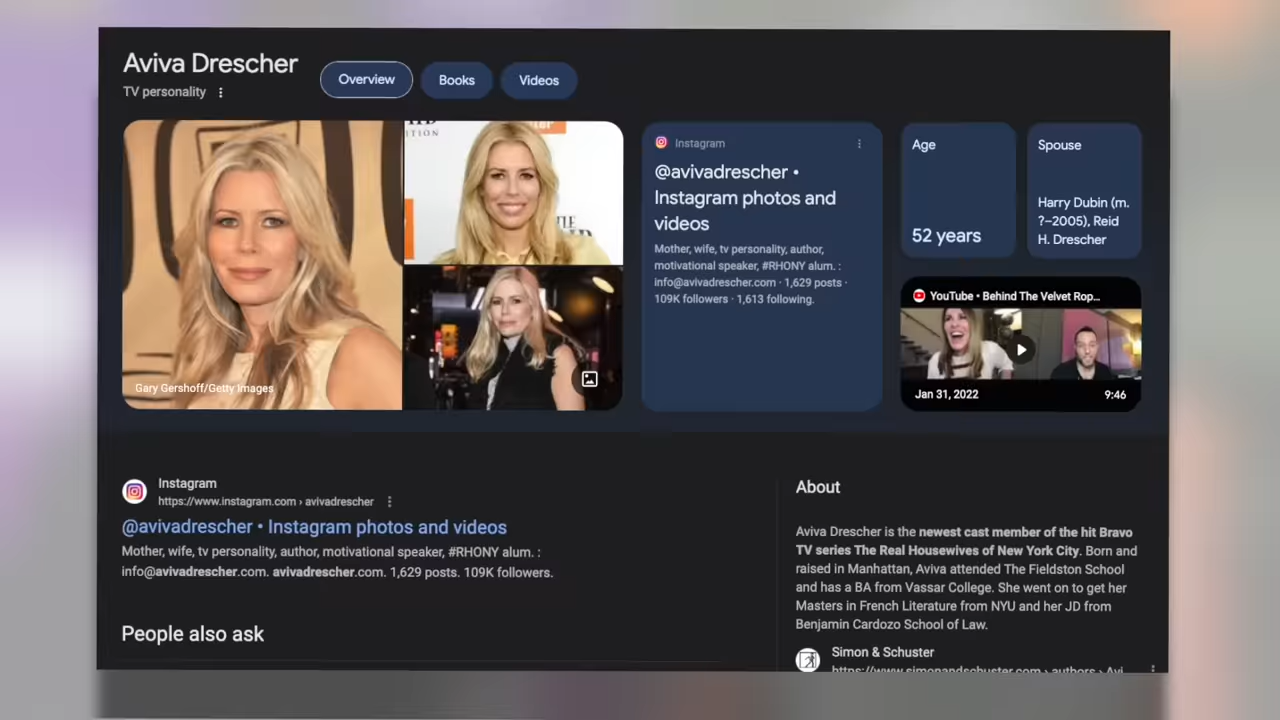 Aviva Drescher
TV personality
Overview
Books
Videos
ITION
Gary Gershoff/Getty Images
Instagram
@avivadrescher •
Instagram photos and
videos
Mother, wife, tv personality, author,
motivational speaker, #RHONY alum. :
info@avivadrescher.com · 1,629 posts ·
109K followers · 1,613 following.
Age
52 years
Spouse
Harry Dubin (m.
?–2005), Reid
H. Drescher
YouTube • Behind The Velvet Rop...
Jan 31, 2022
9:46
Instagram
https://www.instagram.com › avivadrescher
@avivadrescher • Instagram photos and videos
Mother, wife, tv personality, author, motivational speaker, #RHONY alum. :
info@avivadrescher.com. avivadrescher.com. 1,629 posts. 109K followers.
People also ask
About
Aviva Drescher is the newest cast member of the hit Bravo
TV series The Real Housewives of New York City. Born and
raised in Manhattan, Aviva attended The Fieldston School
and has a BA from Vassar College. She went on to get her
Masters in French Literature from NYU and her JD from
Benjamin Cardozo School of Law.
Simon & Schuster
https://www.simonandschuster.com › authors › Avi...